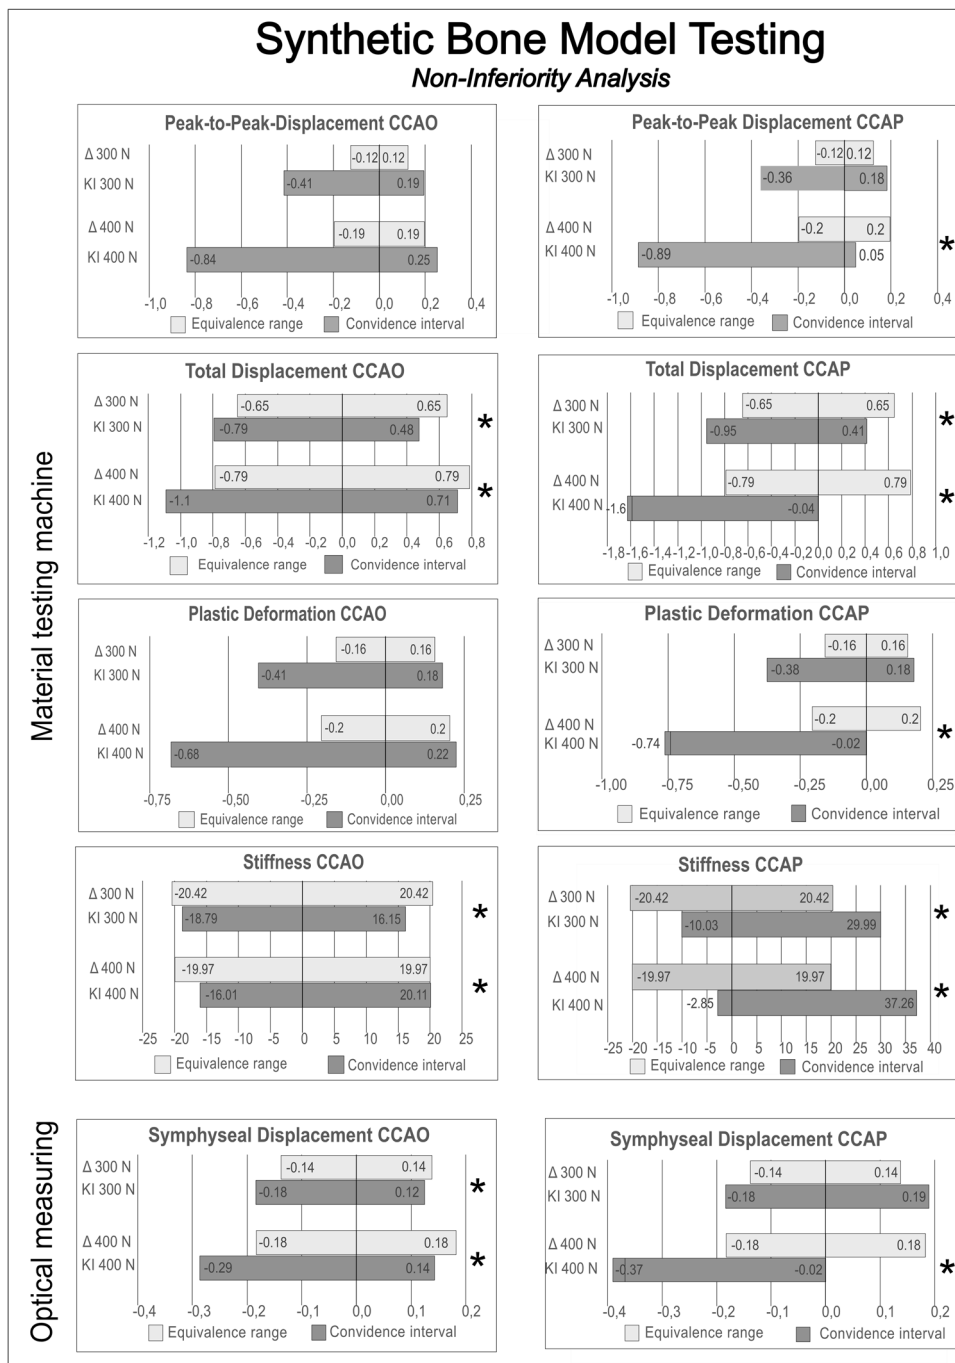 Synthetic Bone Model Testing
Non-Inferiority Analysis
Material testing machine
Peak-to-Peak-Displacement CCAO
Δ 300 N -0.12 0.12
KI 300 N -0.41 0.19
Δ 400 N -0.19 0.19
KI 400 N -0.84 0.25
-1,0 -0,8 -0,6 -0,4 -0,2 0,0 0,2 0,4
Equivalence range Convidence interval
Peak-to-Peak Displacement CCAP
Δ 300 N -0.12 0.12
KI 300 N -0.36 0.18
Δ 400 N -0.2 0.2
KI 400 N -0.89 0.05 *
-1,0 -0,8 -0,6 -0,4 -0,2 0,0 0,2 0,4
Equivalence range Convidence interval
Total Displacement CCAO
Δ 300 N -0.65 0.65
KI 300 N -0.79 0.48 *
Δ 400 N -0.79 0.79
KI 400 N -1.1 0.71 *
-1,2 -1,0 -0,8 -0,6 -0,4 -0,2 0,0 0,2 0,4 0,6 0,8
Equivalence range Convidence interval
Total Displacement CCAP
Δ 300 N -0.65 0.65
KI 300 N -0.95 0.41 *
Δ 400 N -0.79 0.79
KI 400 N -1.6 -0.04 *
-1,8 -1,6 -1,4 -1,2 -1,0 -0,8 -0,6 -0,4 -0,2 0,0 0,2 0,4 0,6 0,8 1,0
Equivalence range Convidence interval
Plastic Deformation CCAO
Δ 300 N -0.16 0.16
KI 300 N -0.41 0.18
Δ 400 N -0.2 0.2
KI 400 N -0.68 0.22
-0,75 -0,50 -0,25 0,00 0,25
Equivalence range Convidence interval
Plastic Deformation CCAP
Δ 300 N -0.16 0.16
KI 300 N -0.38 0.18
Δ 400 N -0.2 0.2
KI 400 N -0.74 -0.02 *
-1,00 -0,75 -0,50 -0,25 0,00 0,25
Equivalence range Convidence interval
Stiffness CCAO
Δ 300 N -20.42 20.42
KI 300 N -18.79 16.15 *
Δ 400 N -19.97 19.97
KI 400 N -16.01 20.11 *
-25 -20 -15 -10 -5 0 5 10 15 20 25
Equivalence range Convidence interval
Stiffness CCAP
Δ 300 N -20.42 20.42
KI 300 N -10.03 29.99 *
Δ 400 N -19.97 19.97
KI 400 N -2.85 37.26 *
-25 -20 -15 -10 -5 0 5 10 15 20 25 30 35 40
Equivalence range Convidence interval
Optical measuring
Symphyseal Displacement CCAO
Δ 300 N -0.14 0.14
KI 300 N -0.18 0.12 *
Δ 400 N -0.18 0.18
KI 400 N -0.29 0.14 *
-0,4 -0,3 -0,2 -0,1 0,0 0,1 0,2
Equivalence range Convidence interval
Symphyseal Displacement CCAP
Δ 300 N -0.14 0.14
KI 300 N -0.18 0.19
Δ 400 N -0.18 0.18
KI 400 N -0.37 -0.02 *
-0,4 -0,3 -0,2 -0,1 0,0 0,1 0,2
Equivalence range Convidence interval